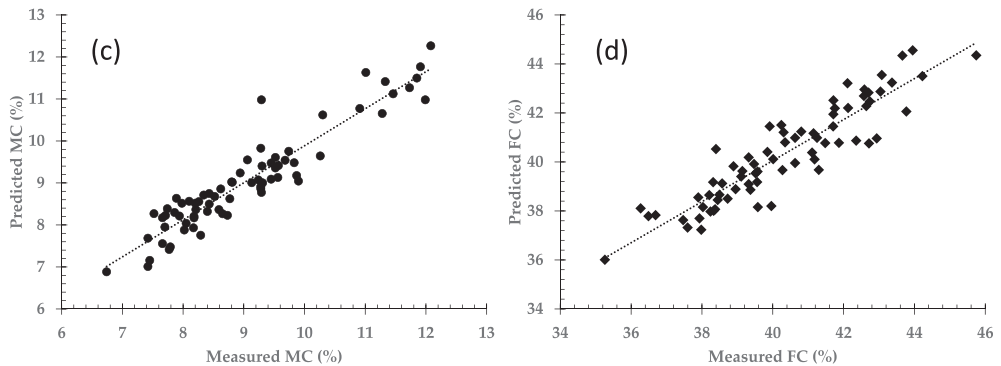 (c)
Predicted MC (%)
13
12
11
10
9
8
7
6
6 7 8 9 10 11 12 13
Measured MC (%)
(d)
Predicted FC (%)
46
44
42
40
38
36
34
34 36 38 40 42 44 46
Measured FC (%)